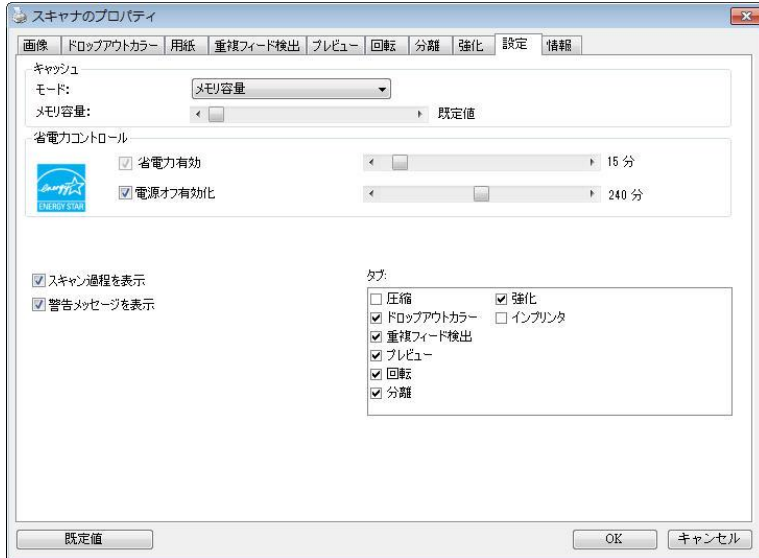 スキャナのプロパティ
画像 ドロップアウトカラー 用紙 重複フィード検出 プレビュー 回転 分離 強化 設定 情報
キャッシュ
モード: メモリ容量
メモリ容量: 既定値
省電力コントロール
省電力有効 15 分
energy
ENERGY STAR
電源オフ有効化 240 分
スキャン過程を表示
警告メッセージを表示
タブ:
圧縮 強化
ドロップアウトカラー インプリンタ
重複フィード検出
プレビュー
回転
分離
既定値 OK キャンセル